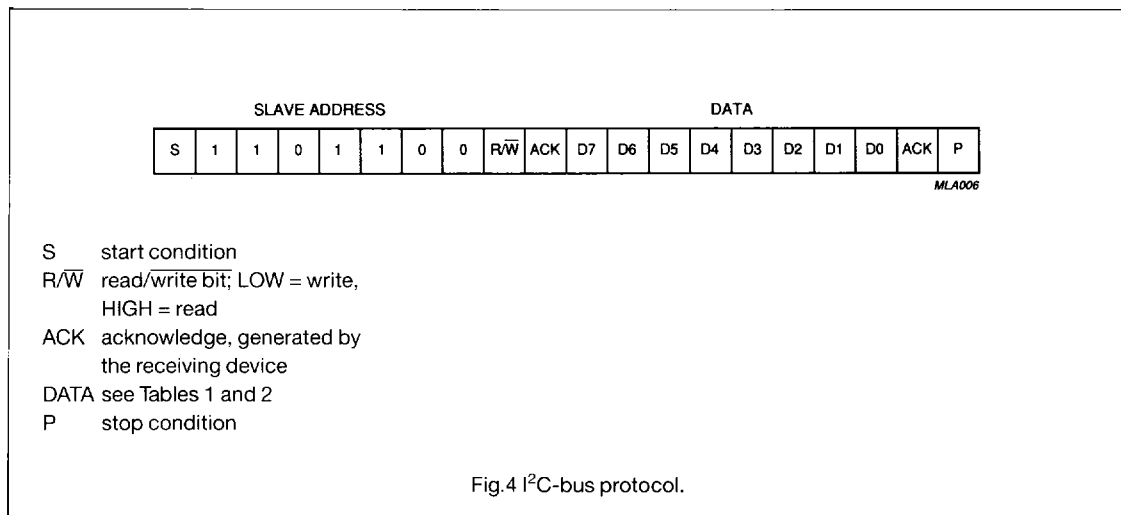 SLAVE ADDRESS DATA
S 1 1 0 1 1 0 0 R/W̅ ACK D7 D6 D5 D4 D3 D2 D1 D0 ACK P
MLA006
S start condition
R/W̅ read/write bit; LOW = write,
HIGH = read
ACK acknowledge, generated by
the receiving device
DATA see Tables 1 and 2
P stop condition
Fig.4 I²C-bus protocol.